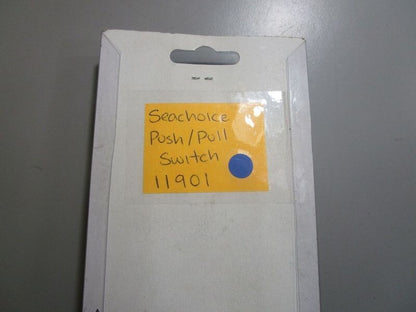 Seachoice
Push/Pull
Switch
11901